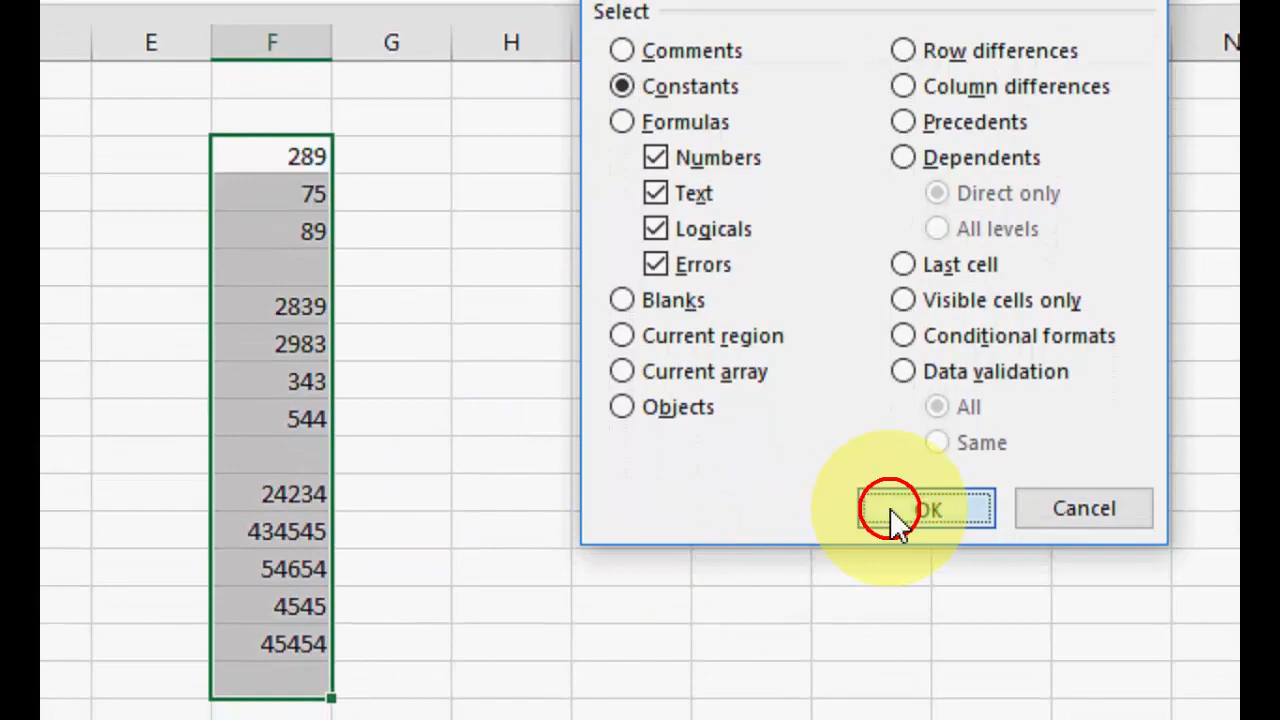 Select
E F G H N
Comments Row differences
Constants Column differences
Formulas Precedents
289 Numbers Dependents
75 Text Direct only
89 Logicals All levels
Errors Last cell
2839 Blanks Visible cells only
2983 Current region Conditional formats
343 Current array Data validation
544 Objects All
Same
24234 OK Cancel
434545
54654
4545
45454